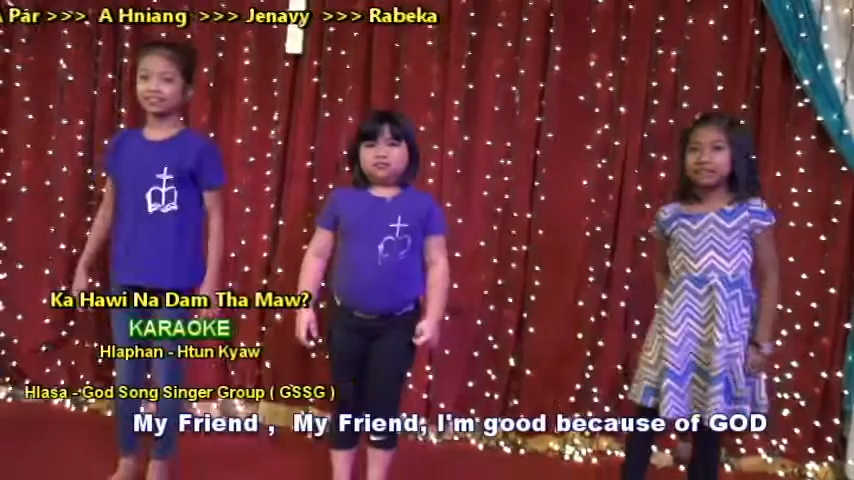 Par >>> A Hniang >>> Jenavy >>> Rabeka
Ka Hawi Na Dam Tha Maw?
KARAOKE
Hlaphan - Htun Kyaw
Hlasa - God Song Singer Group ( GSSG )
My Friend , My Friend, I'm good because of GOD